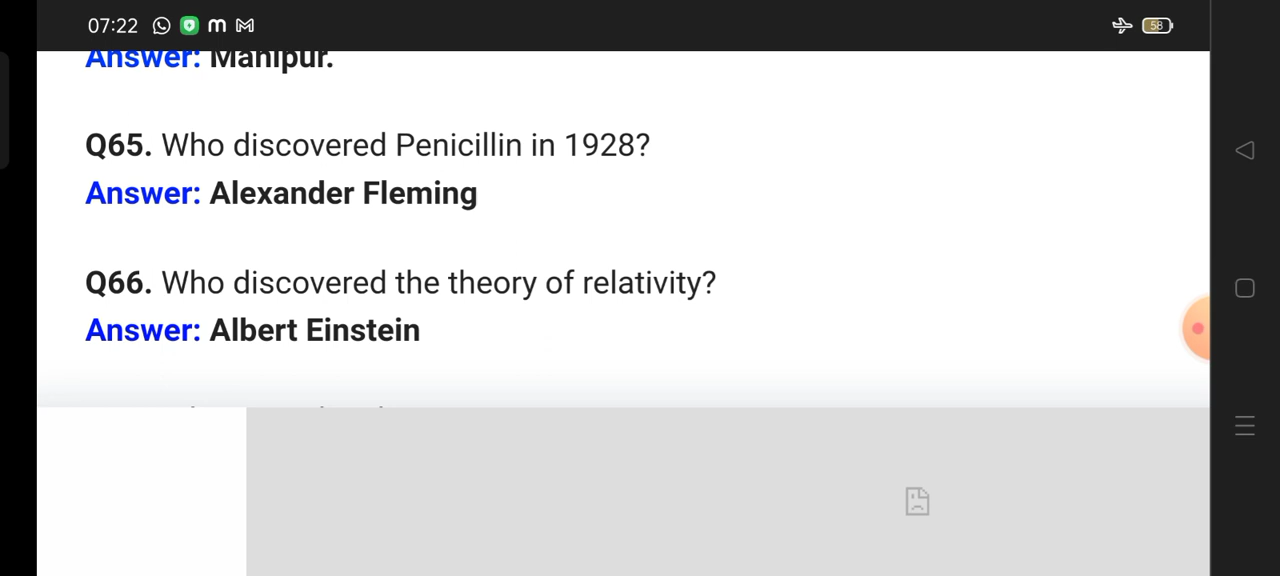 07:22
58
Answer: Manipur.
Q65. Who discovered Penicillin in 1928?
Answer: Alexander Fleming
Q66. Who discovered the theory of relativity?
Answer: Albert Einstein